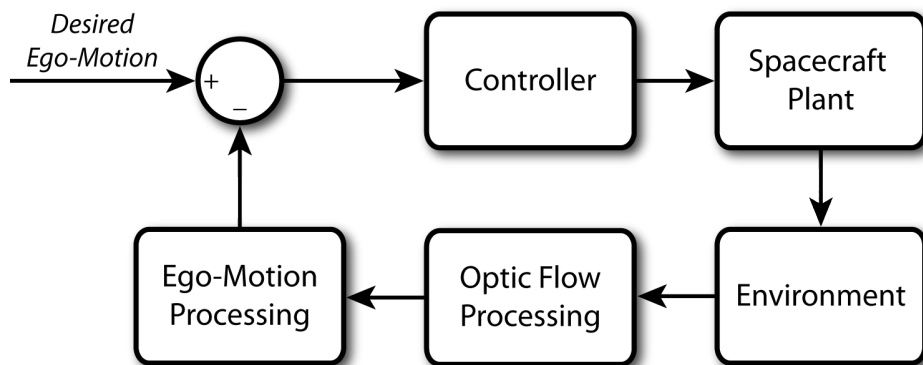 Desired
Ego-Motion
+
−
Controller
Spacecraft
Plant
Ego-Motion
Processing
Optic Flow
Processing
Environment